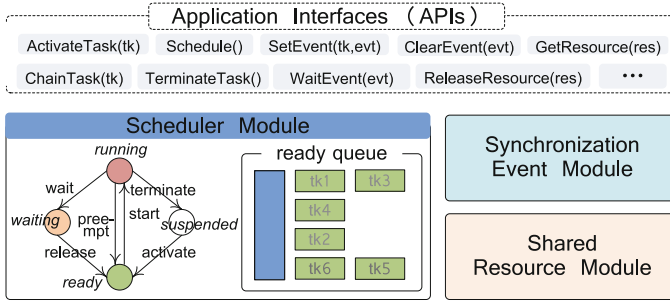 Application Interfaces (APIs)
ActivateTask(tk) Schedule() SetEvent(tk,evt) ClearEvent(evt) GetResource(res)
ChainTask(tk) TerminateTask() WaitEvent(evt) ReleaseResource(res) ...
Scheduler Module
running
wait
terminate
waiting
pree-
mpt
start
suspended
release
activate
ready
ready queue
tk1 tk3
tk4
tk2
tk6 tk5
Synchronization
Event Module
Shared
Resource Module